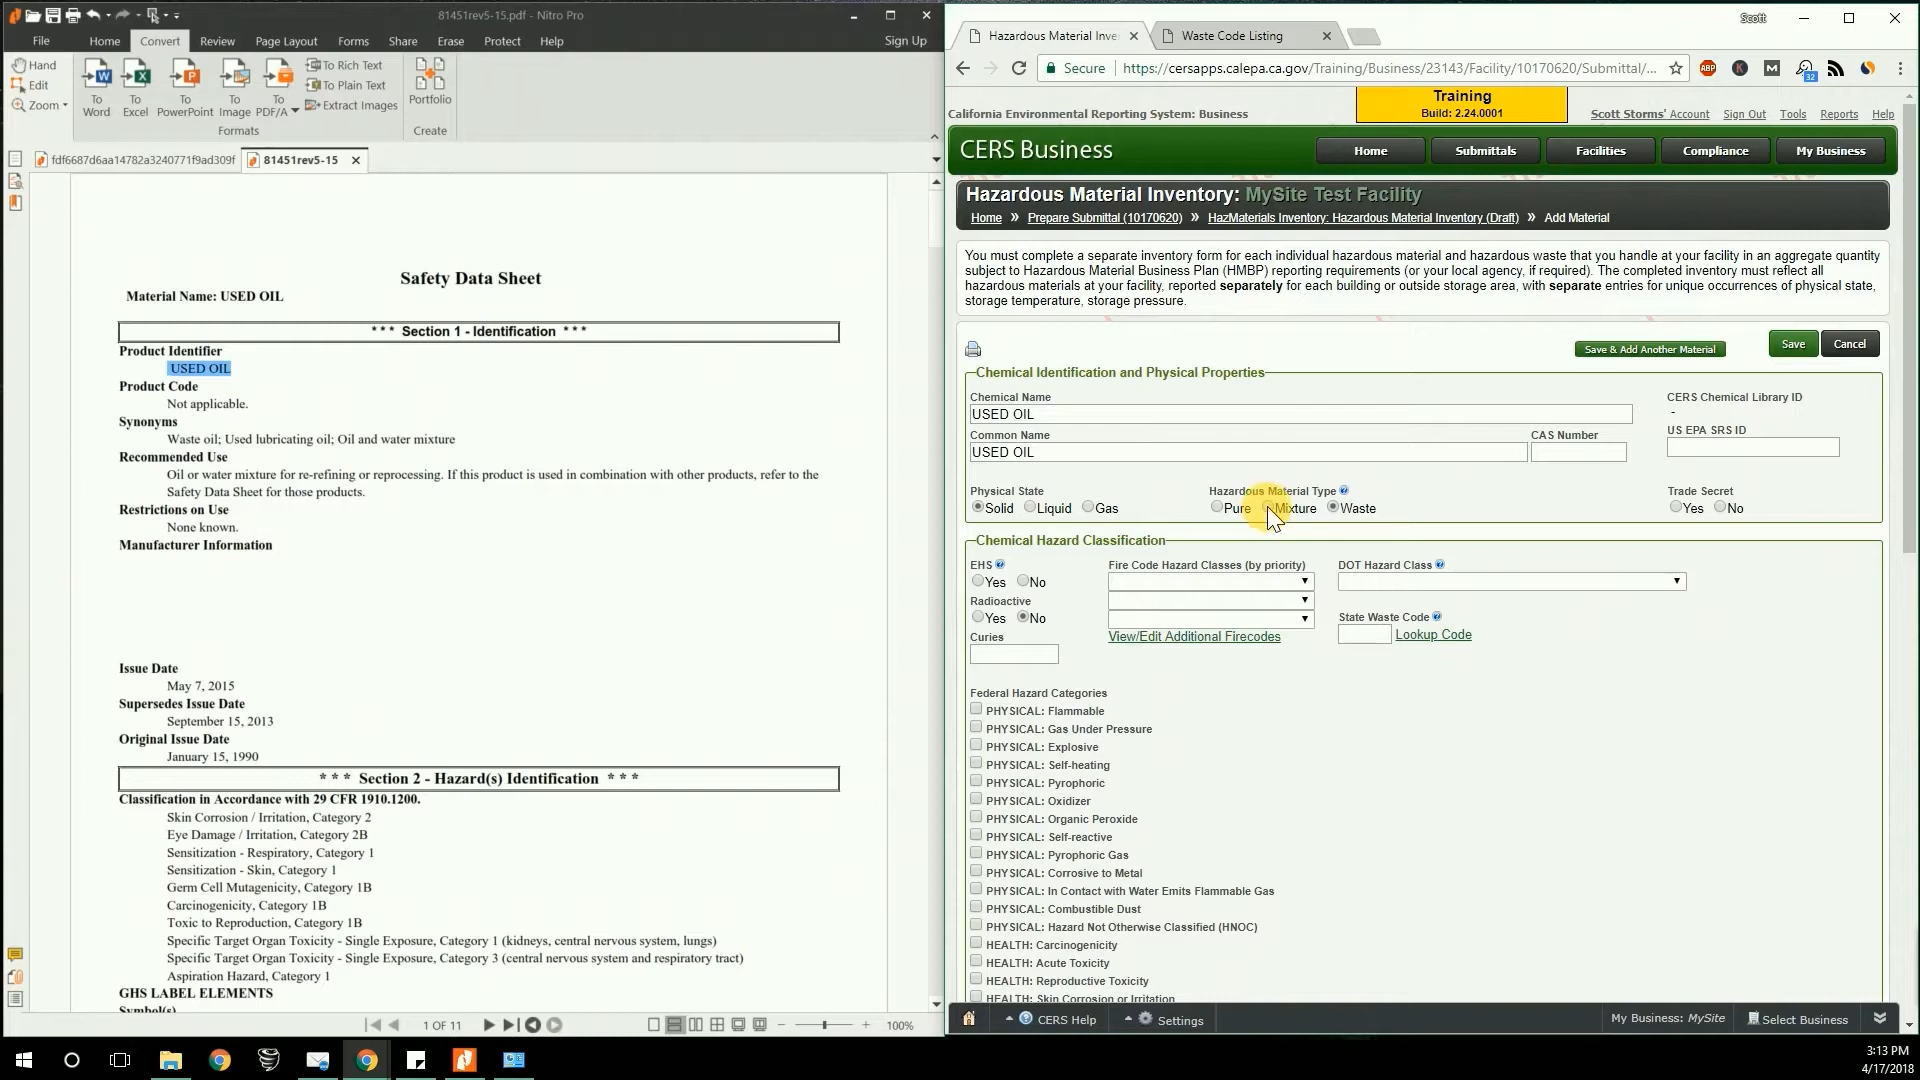 81451rev5-15.pdf - Nitro Pro
File Home Convert Review Page Layout Forms Share Erase Protect Help Sign Up
Hand
Edit
Zoom
To Word
To Excel
To PowerPoint
To Image
To PDF/A
To Rich Text
To Plain Text
Extract Images
Portfolio
Formats
Create
fdf6687d6aa14782a3240771f9ad309f
81451rev5-15
Safety Data Sheet
Material Name: USED OIL
* * * Section 1 - Identification * * *
Product Identifier
USED OIL
Product Code
Not applicable.
Synonyms
Waste oil; Used lubricating oil; Oil and water mixture
Recommended Use
Oil or water mixture for re-refining or reprocessing. If this product is used in combination with other products, refer to the
Safety Data Sheet for those products.
Restrictions on Use
None known.
Manufacturer Information
Issue Date
May 7, 2015
Supersedes Issue Date
September 15, 2013
Original Issue Date
January 15, 1990
* * * Section 2 - Hazard(s) Identification * * *
Classification in Accordance with 29 CFR 1910.1200.
Skin Corrosion / Irritation, Category 2
Eye Damage / Irritation, Category 2B
Sensitization - Respiratory, Category 1
Sensitization - Skin, Category 1
Germ Cell Mutagenicity, Category 1B
Carcinogenicity, Category 1B
Toxic to Reproduction, Category 1B
Specific Target Organ Toxicity - Single Exposure, Category 1 (kidneys, central nervous system, lungs)
Specific Target Organ Toxicity - Single Exposure, Category 3 (central nervous system and respiratory tract)
Aspiration Hazard, Category 1
GHS LABEL ELEMENTS
Symbol(s)
1 OF 11
100%
Scott
Hazardous Material Inve
Waste Code Listing
Secure https://cersapps.calepa.ca.gov/Training/Business/23143/Facility/10170620/Submittal/...
ABP K M 32
California Environmental Reporting System: Business
Training
Build: 2.24.0001
Scott Storms' Account Sign Out Tools Reports Help
CERS Business
Home Submittals Facilities Compliance My Business
Hazardous Material Inventory: MySite Test Facility
Home » Prepare Submittal (10170620) » HazMaterials Inventory: Hazardous Material Inventory (Draft) » Add Material
You must complete a separate inventory form for each individual hazardous material and hazardous waste that you handle at your facility in an aggregate quantity
subject to Hazardous Material Business Plan (HMBP) reporting requirements (or your local agency, if required). The completed inventory must reflect all
hazardous materials at your facility, reported separately for each building or outside storage area, with separate entries for unique occurrences of physical state,
storage temperature, storage pressure.
Save & Add Another Material
Save
Cancel
Chemical Identification and Physical Properties
Chemical Name
USED OIL
CERS Chemical Library ID
-
Common Name
USED OIL
CAS Number
US EPA SRS ID
Physical State
Solid Liquid Gas
Hazardous Material Type
Pure Mixture Waste
Trade Secret
Yes No
Chemical Hazard Classification
EHS
Yes No
Fire Code Hazard Classes (by priority)
DOT Hazard Class
Radioactive
Yes No
State Waste Code
Lookup Code
Curies
View/Edit Additional Firecodes
Federal Hazard Categories
PHYSICAL: Flammable
PHYSICAL: Gas Under Pressure
PHYSICAL: Explosive
PHYSICAL: Self-heating
PHYSICAL: Pyrophoric
PHYSICAL: Oxidizer
PHYSICAL: Organic Peroxide
PHYSICAL: Self-reactive
PHYSICAL: Pyrophoric Gas
PHYSICAL: Corrosive to Metal
PHYSICAL: In Contact with Water Emits Flammable Gas
PHYSICAL: Combustible Dust
PHYSICAL: Hazard Not Otherwise Classified (HNOC)
HEALTH: Carcinogenicity
HEALTH: Acute Toxicity
HEALTH: Reproductive Toxicity
HEALTH: Skin Corrosion or Irritation
CERS Help
Settings
My Business: MySite
Select Business
3:13 PM
4/17/2018